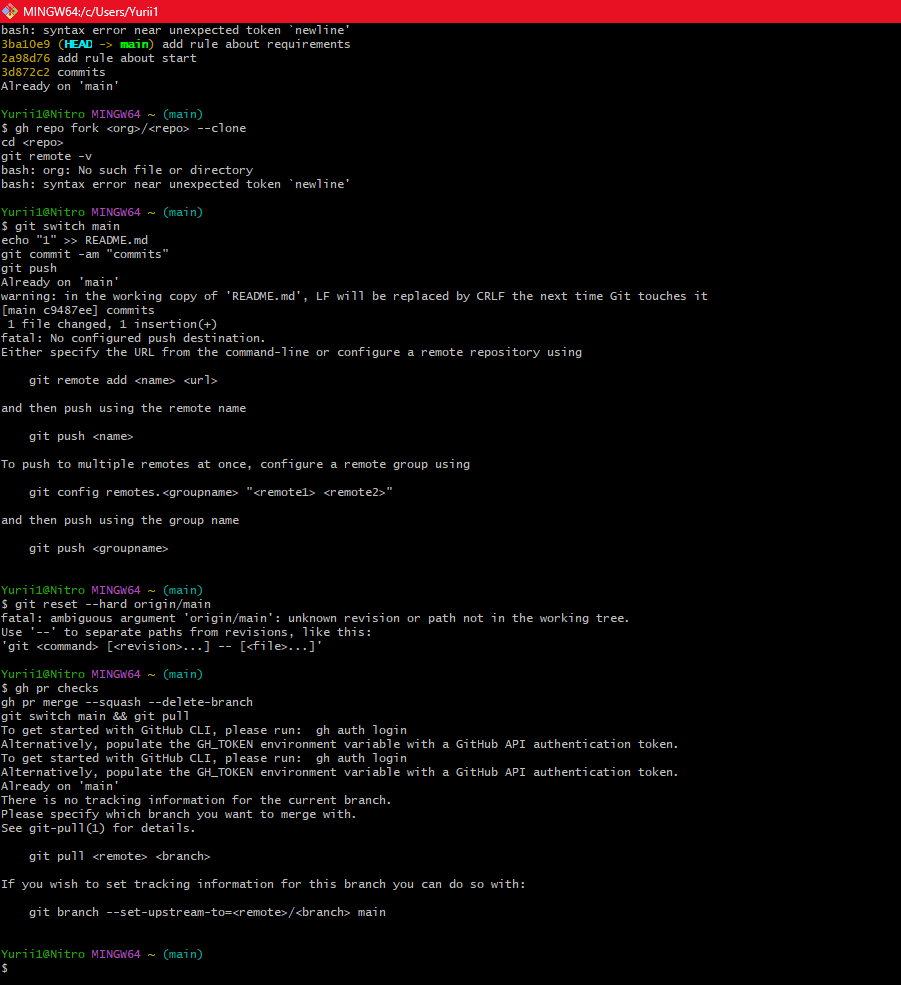 MINGW64:/c/Users/Yurii1
bash: syntax error near unexpected token `newline'
3ba10e9 (HEAD -> main) add rule about requirements
2a98d76 add rule about start
3d872c2 commits
Already on 'main'
Yurii1@Nitro MINGW64 ~ (main)
$ gh repo fork <org>/<repo> --clone
cd <repo>
git remote -v
bash: org: No such file or directory
bash: syntax error near unexpected token `newline'
Yurii1@Nitro MINGW64 ~ (main)
$ git switch main
echo "1" >> README.md
git commit -am "commits"
git push
Already on 'main'
warning: in the working copy of 'README.md', LF will be replaced by CRLF the next time Git touches it
[main c9487ee] commits
 1 file changed, 1 insertion(+)
fatal: No configured push destination.
Either specify the URL from the command-line or configure a remote repository using
    git remote add <name> <url>
and then push using the remote name
    git push <name>
To push to multiple remotes at once, configure a remote group using
    git config remotes.<groupname> "<remote1> <remote2>"
and then push using the group name
    git push <groupname>
Yurii1@Nitro MINGW64 ~ (main)
$ git reset --hard origin/main
fatal: ambiguous argument 'origin/main': unknown revision or path not in the working tree.
Use '--' to separate paths from revisions, like this:
'git <command> [<revision>...] -- [<file>...]'
Yurii1@Nitro MINGW64 ~ (main)
$ gh pr checks
gh pr merge --squash --delete-branch
git switch main && git pull
To get started with GitHub CLI, please run:  gh auth login
Alternatively, populate the GH_TOKEN environment variable with a GitHub API authentication token.
To get started with GitHub CLI, please run:  gh auth login
Alternatively, populate the GH_TOKEN environment variable with a GitHub API authentication token.
Already on 'main'
There is no tracking information for the current branch.
Please specify which branch you want to merge with.
See git-pull(1) for details.
    git pull <remote> <branch>
If you wish to set tracking information for this branch you can do so with:
    git branch --set-upstream-to=<remote>/<branch> main
Yurii1@Nitro MINGW64 ~ (main)
$